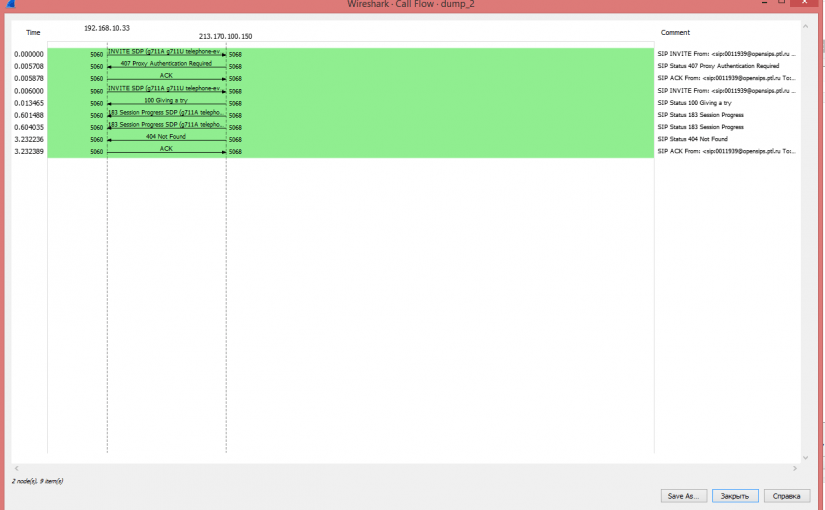 Wireshark · Call Flow · dump_2
Time 192.168.10.33 213.170.100.150 Comment
0.000000 5060 INVITE SDP (g711A g711U telephone-ev... 5068 SIP INVITE From: <sip:0011939@opensips.ptl.ru ...
0.005708 5060 407 Proxy Authentication Required 5068 SIP Status 407 Proxy Authentication Required
0.005878 5060 ACK 5068 SIP ACK From: <sip:0011939@opensips.ptl.ru To:...
0.006000 5060 INVITE SDP (g711A g711U telephone-ev... 5068 SIP INVITE From: <sip:0011939@opensips.ptl.ru ...
0.013465 5060 100 Giving a try 5068 SIP Status 100 Giving a try
0.601488 5060 183 Session Progress SDP (g711A telepho... 5068 SIP Status 183 Session Progress
0.604035 5060 183 Session Progress SDP (g711A telepho... 5068 SIP Status 183 Session Progress
3.232236 5060 404 Not Found 5068 SIP Status 404 Not Found
3.232389 5060 ACK 5068 SIP ACK From: <sip:0011939@opensips.ptl.ru To:...
2 node(s), 9 item(s)
Save As... Закрыть Справка